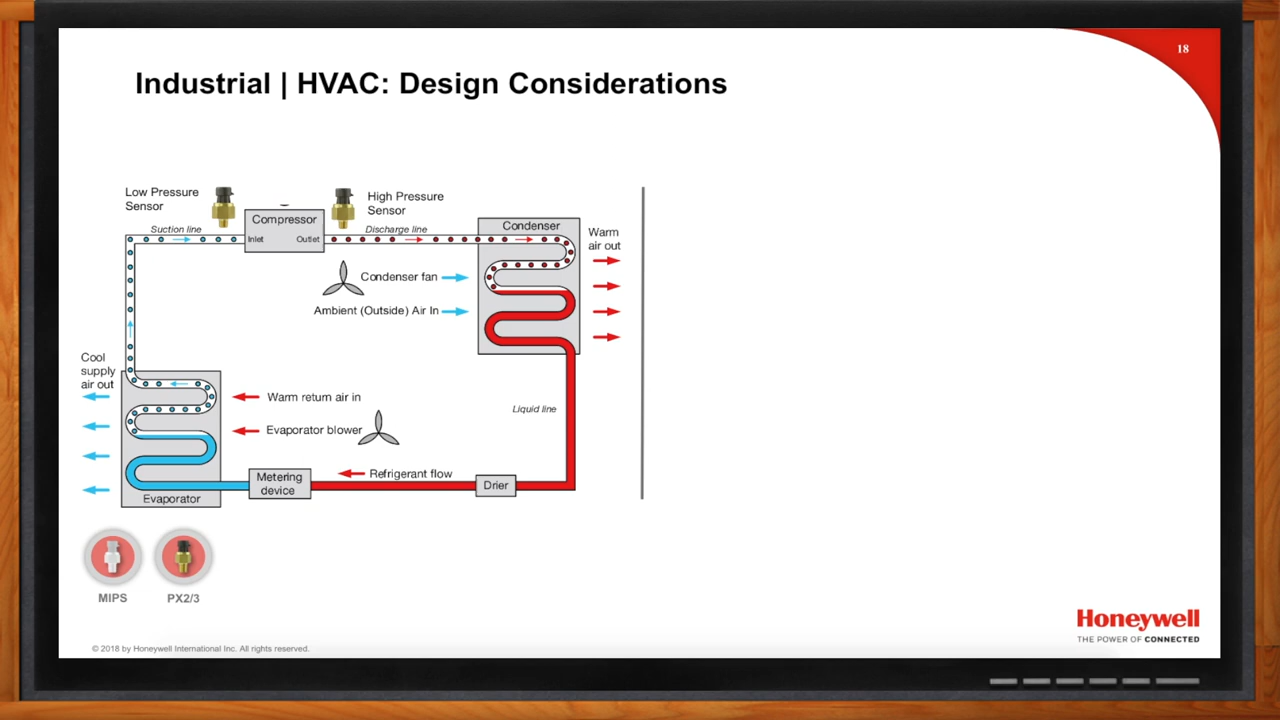 18
Industrial | HVAC: Design Considerations
Low Pressure
Sensor
High Pressure
Sensor
Suction line
Compressor
Inlet
Outlet
Discharge line
Condenser
Warm
air out
Condenser fan
Ambient (Outside) Air In
Cool
supply
air out
Warm return air in
Evaporator blower
Liquid line
Refrigerant flow
Metering
device
Drier
Evaporator
MIPS
PX2/3
Honeywell
THE POWER OF CONNECTED
© 2018 by Honeywell International Inc. All rights reserved.